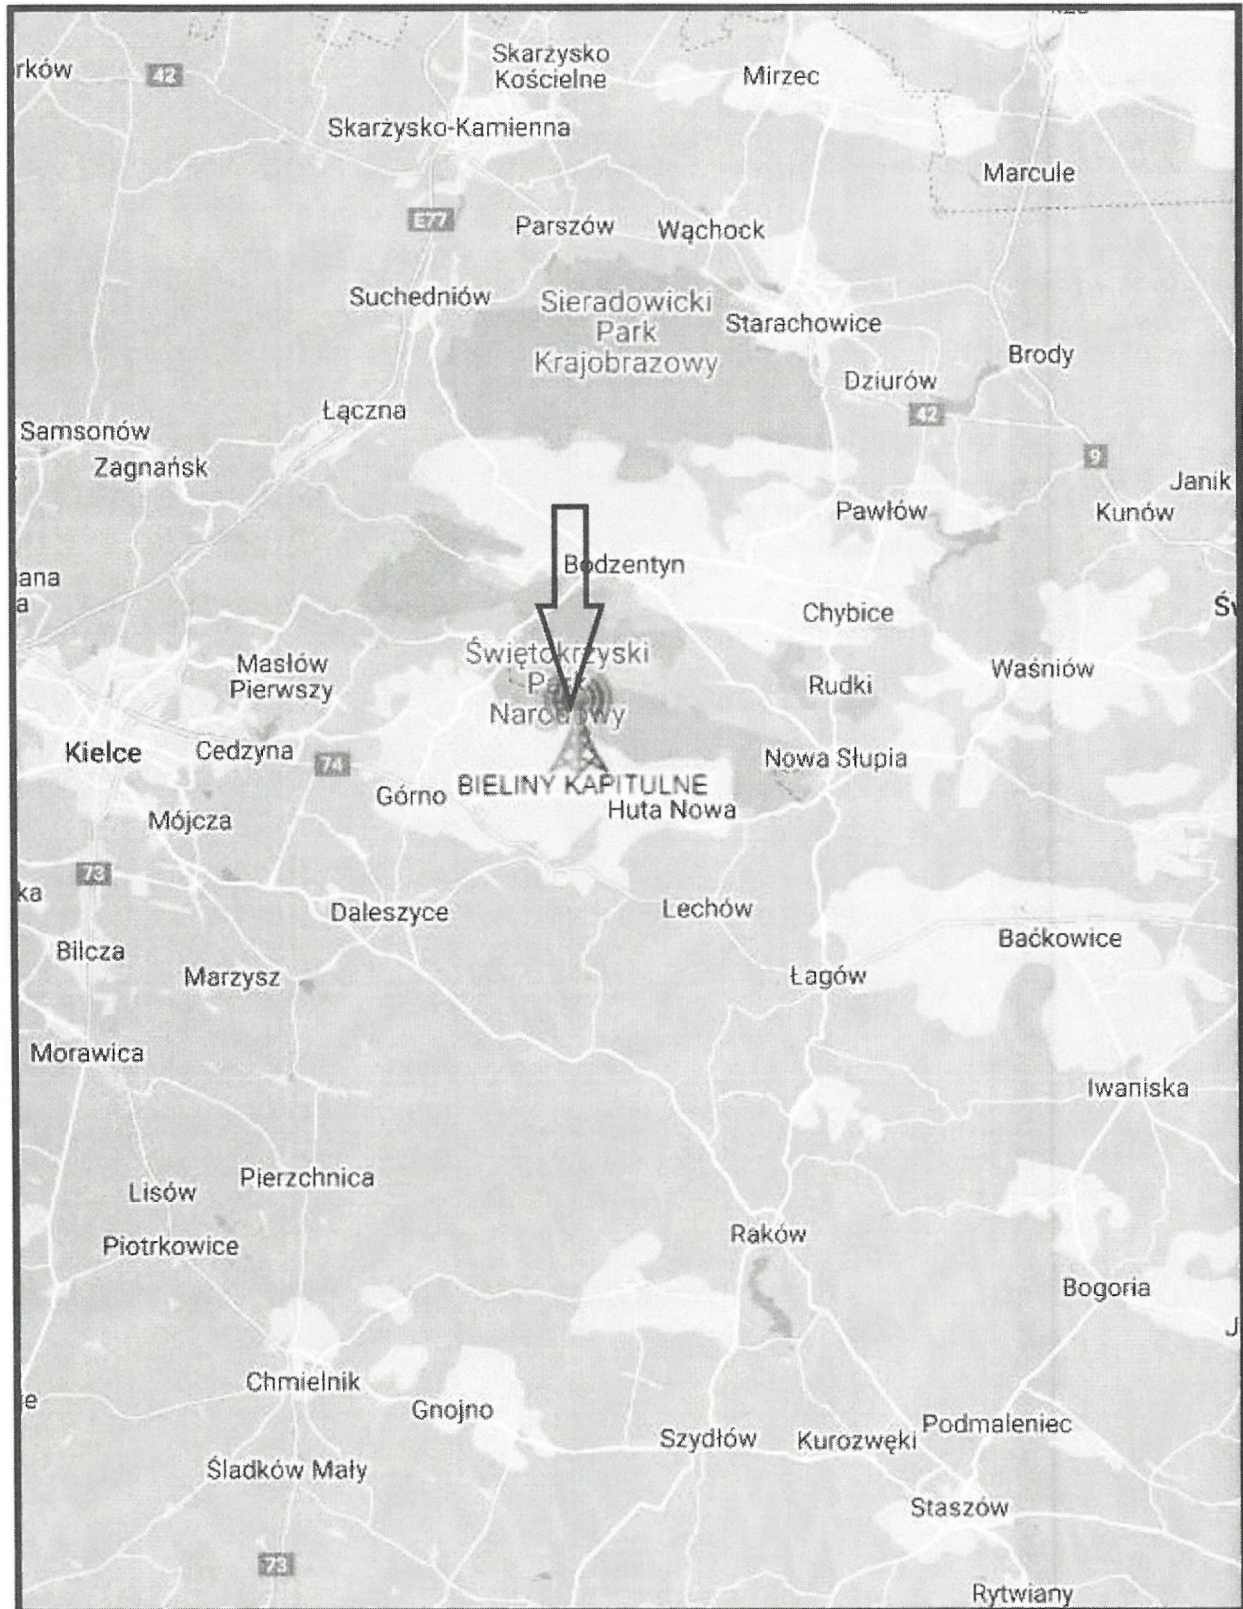 Skarżysko
Kościelne
Mirzec
42
Skarżysko-Kamienna
Marcule
E77
Parszów
Wąchock
Suchedniów
Sieradowicki
Park
Krajobrazowy
Starachowice
Brody
Dziurów
42
Łączna
Samsonów
Zagnańsk
9
Janik
Pawłów
Kunów
Bodzentyn
Chybice
Świętokrzyski
Park
Narodowy
Masłów
Pierwszy
Rudki
Waśniów
Kielce
Cedzyna
74
Nowa Słupia
BIELINY KAPITULNE
Górno
Huta Nowa
Mójcza
73
Daleszyce
Lechów
Baćkowice
Bilcza
Marzysz
Łagów
Morawica
Iwaniska
Pierzchnica
Lisów
Raków
Piotrkowice
Bogoria
Chmielnik
Gnojno
Szydłów
Kurozwęki
Podmaleniec
Śladków Mały
Staszów
73
Rytwiany